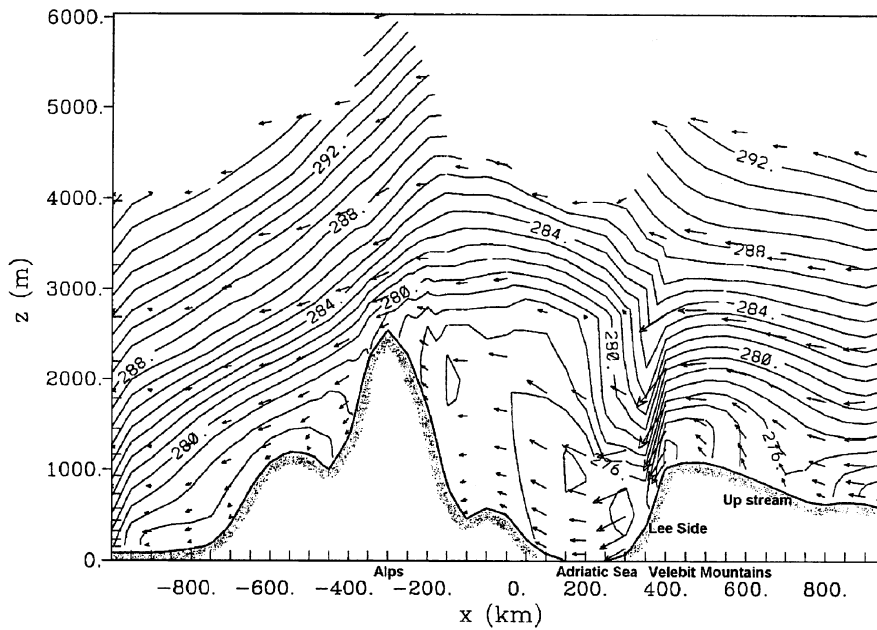 6000.
5000.
4000.
3000.
2000.
1000.
0.
z (m)
292.
288.
284.
280.
288.
280.
284.
280.
276.
292.
288.
284.
280.
276.
Up stream
Lee Side
Alps
Adriatic Sea
Velebit Mountains
−800. −600. −400. −200. 0. 200. 400. 600. 800.
x (km)